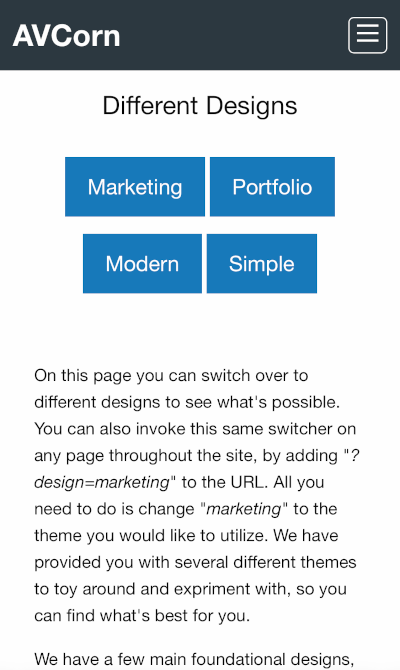 AVCorn
Different Designs
Marketing Portfolio
Modern Simple
On this page you can switch over to
different designs to see what's possible.
You can also invoke this same switcher on
any page throughout the site, by adding "?
design=marketing" to the URL. All you
need to do is change "marketing" to the
theme you would like to utilize. We have
provided you with several different themes
to toy around and expriment with, so you
can find what's best for you.
We have a few main foundational designs,